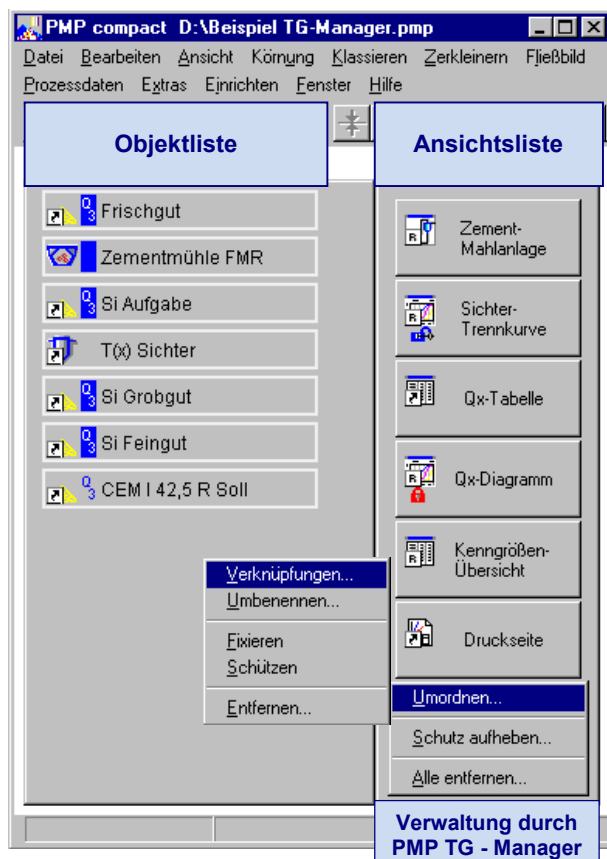 PMP compact D:\Beispiel TG-Manager.pmp
Datei Bearbeiten Ansicht Körnung Klassieren Zerkleinern Fließbild
Prozessdaten Extras Einrichten Fenster Hilfe
Objektliste
Ansichtsliste
Frischgut
Zementmühle FMR
Si Aufgabe
T(x) Sichter
Si Grobgut
Si Feingut
CEM I 42,5 R Soll
Zement-
Mahlanlage
Sichter-
Trennkurve
Qx-Tabelle
Qx-Diagramm
Kenngrößen-
Übersicht
Druckseite
Verknüpfungen...
Umbenennen...
Fixieren
Schützen
Entfernen...
Umordnen...
Schutz aufheben...
Alle entfernen...
Verwaltung durch
PMP TG - Manager